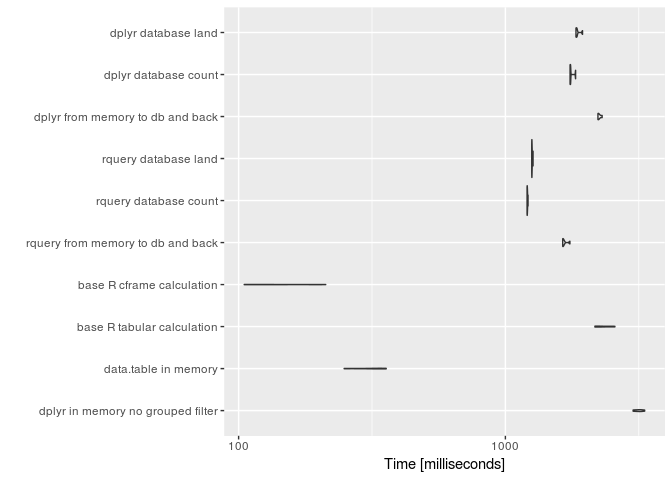 dplyr database land
dplyr database count
dplyr from memory to db and back
rquery database land
rquery database count
rquery from memory to db and back
base R cframe calculation
base R tabular calculation
data.table in memory
dplyr in memory no grouped filter
100 1000
Time [milliseconds]